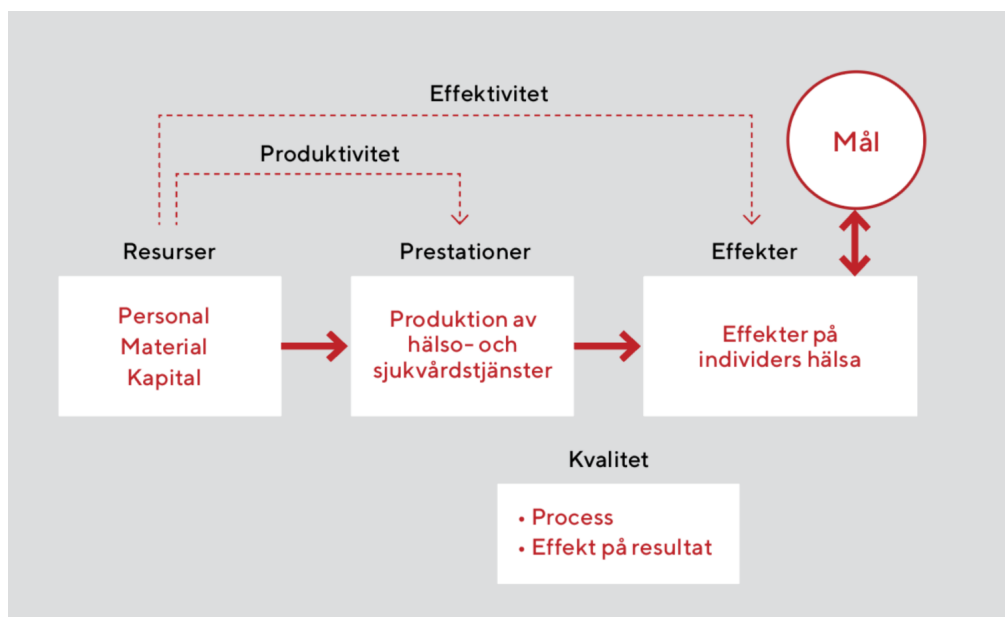 Effektivitet
Mål
Produktivitet
Resurser
Prestationer
Effekter
Personal
Material
Kapital
Produktion av
hälso- och
sjukvårdstjänster
Effekter på
individers hälsa
Kvalitet
• Process
• Effekt på resultat